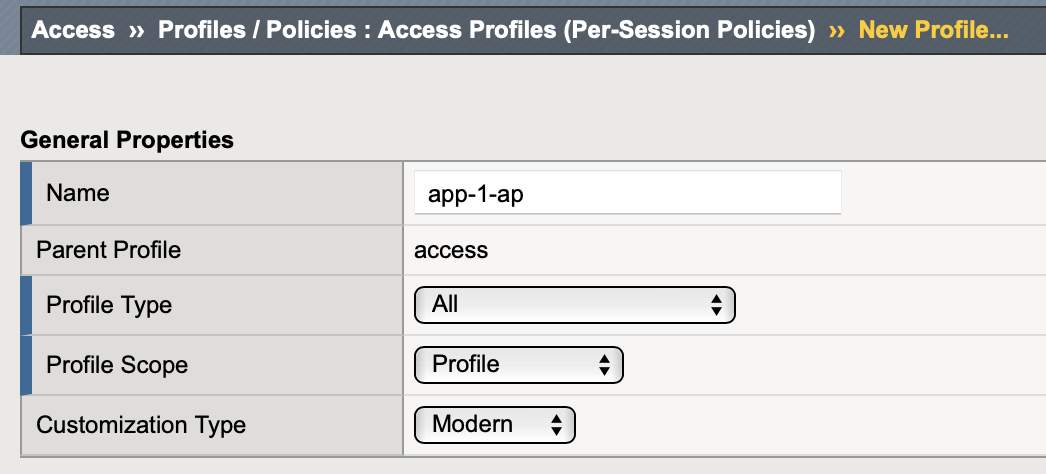 Access ›› Profiles / Policies : Access Profiles (Per-Session Policies) ›› New Profile...
General Properties
Name app-1-ap
Parent Profile access
Profile Type All
Profile Scope Profile
Customization Type Modern